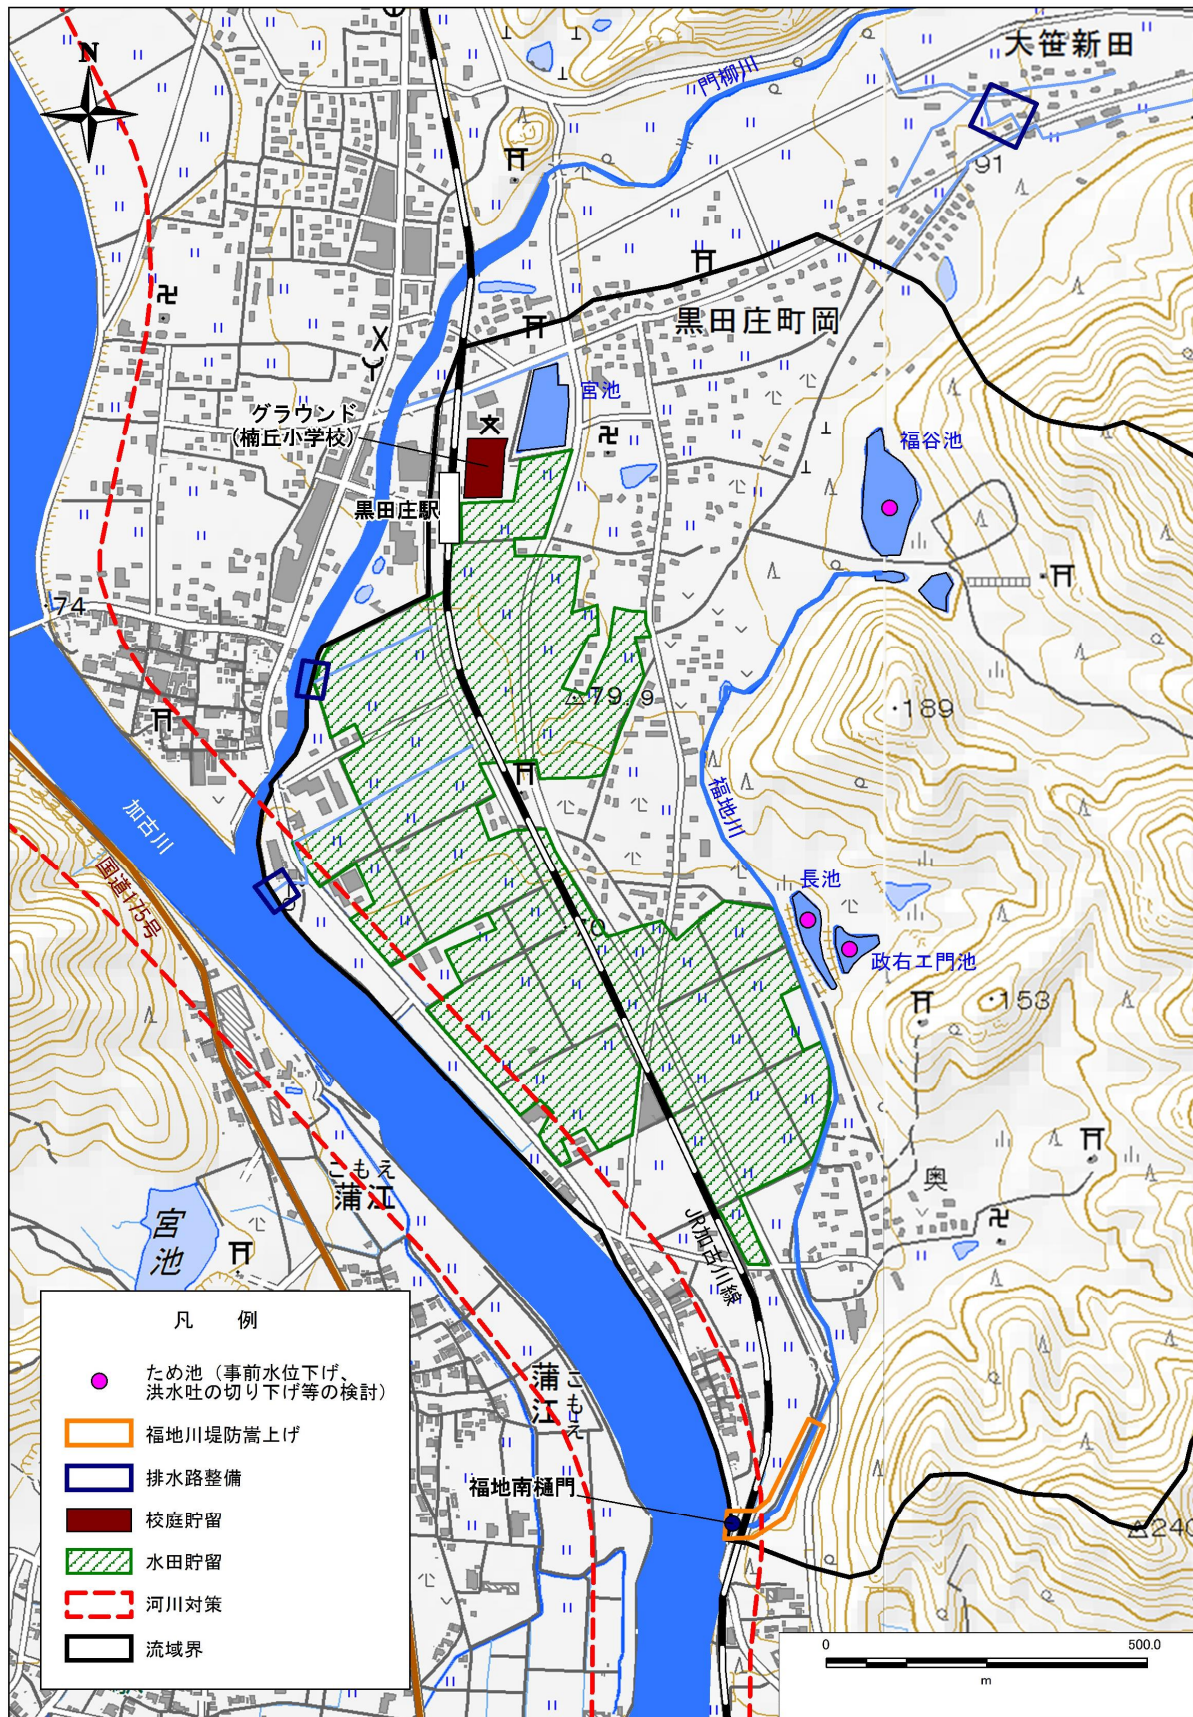 N
大笹新田
門柳川
91
黒田庄町岡
宮池
グラウンド
(楠丘小学校)
福谷池
黒田庄駅
74
79.9
189
福地川
加古川
国道175号
長池
政右エ門池
153
奥
こもえ
蒲江
宮池
JR加古川線
蒲江
こもえ
福地南樋門
240
凡 例
ため池（事前水位下げ、
洪水吐の切り下げ等の検討）
福地川堤防嵩上げ
排水路整備
校庭貯留
水田貯留
河川対策
流域界
0 500.0
m